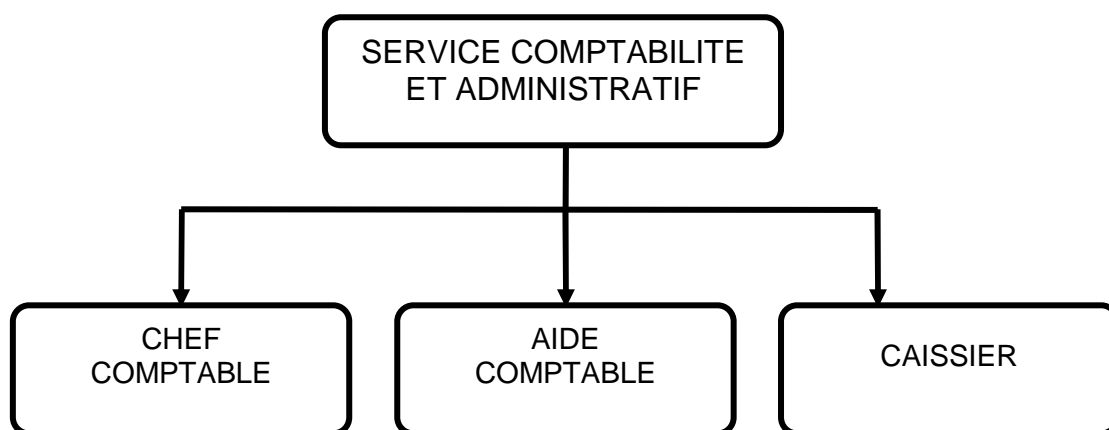 SERVICE COMPTABILITE
ET ADMINISTRATIF
CHEF
COMPTABLE
AIDE
COMPTABLE
CAISSIER